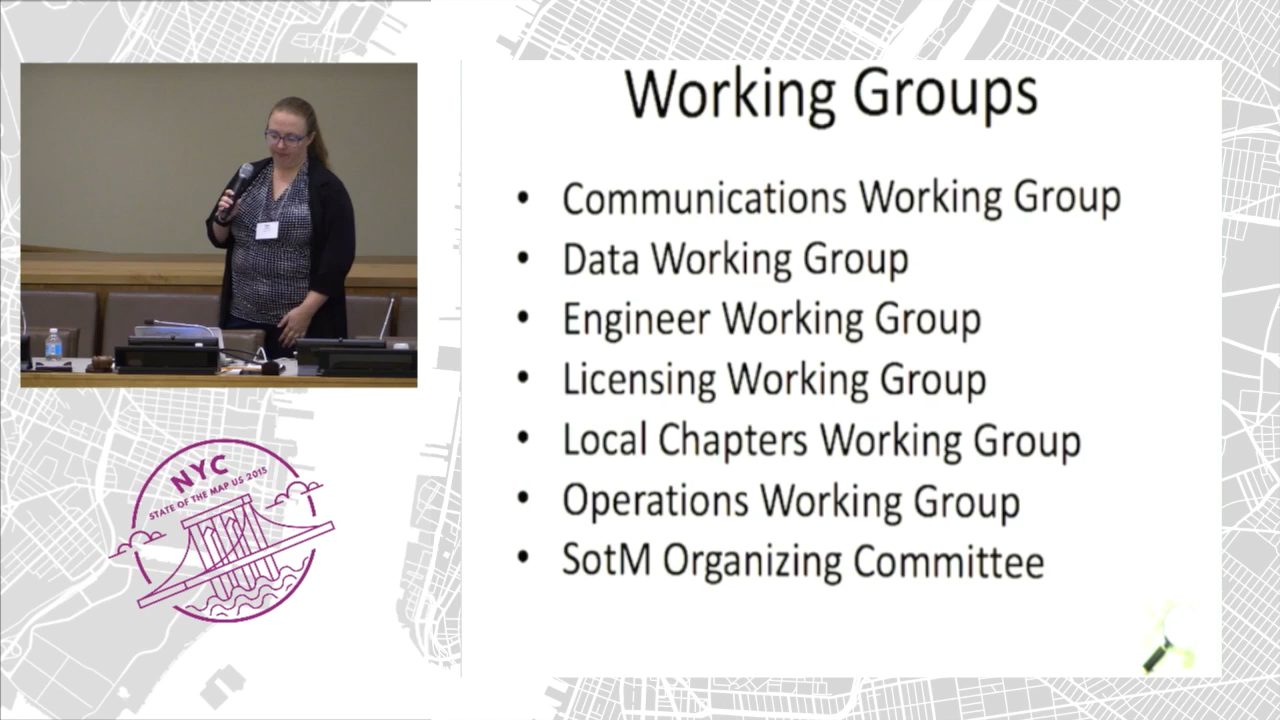 Working Groups
• Communications Working Group
• Data Working Group
• Engineer Working Group
• Licensing Working Group
• Local Chapters Working Group
• Operations Working Group
• SotM Organizing Committee
NYC
STATE OF THE MAP US 2015